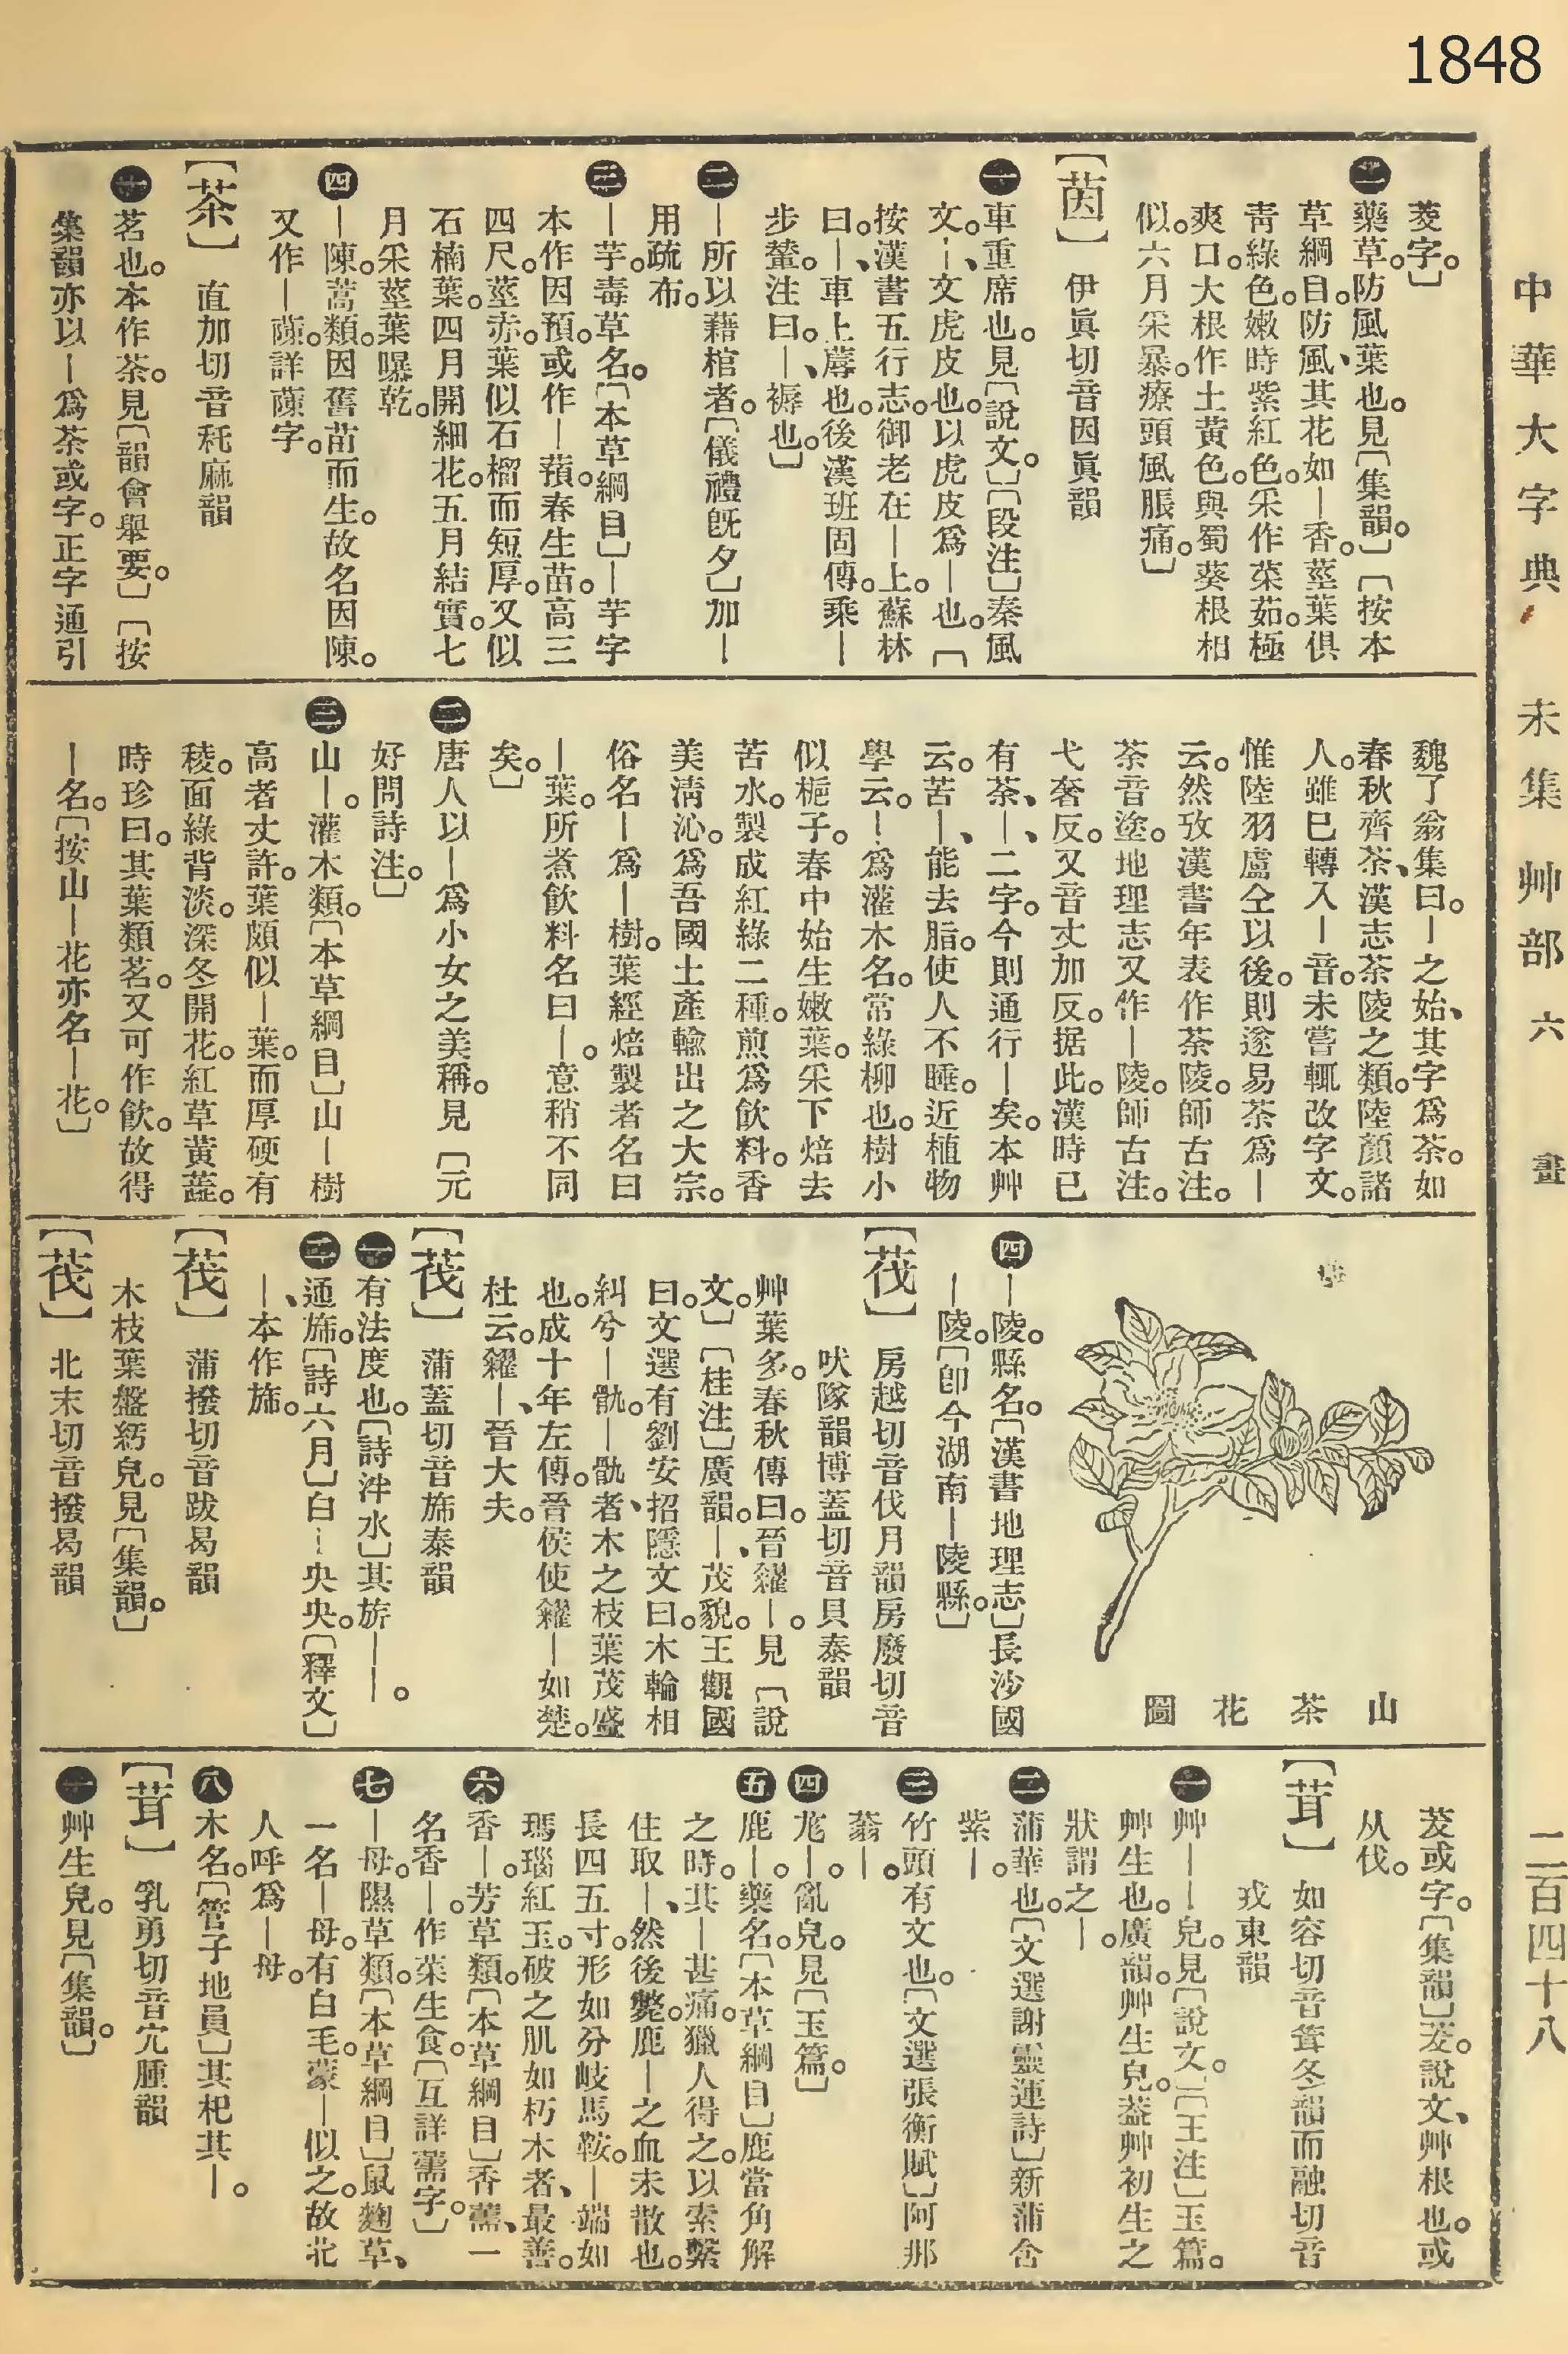 1848
中華大字典 未集 艸部 六畫 二百四十八
茭字。〕
㊁藥草。防風葉也。見〔集韻。〕〔按本
草綱目。防風、其花如｜香。莖葉俱
靑綠色。嫩時紫紅色。采作菜茹。極
爽口。大根作土黃色。與蜀葵根相
似。六月采暴。療頭風脹痛。〕
【茵】 伊眞切音因眞韻
㊀車重席也。見〔說文。〕〔段注〕秦風
文｜、文虎皮也。以虎皮爲｜也。〔
按漢書五行志。御老在｜上。蘇林
曰。｜、車上蓐也。後漢班固傳。乘｜
步輦。注曰。｜、褥也。〕
㊁｜所以藉棺者。〔儀禮旣夕〕加｜
用疏布。
㊂｜芋。毒草名。〔本草綱目〕｜芋字
本作因預。或作｜蕷。春生苗。高三
四尺。莖赤。葉似石榴而短厚。又似
石楠葉。四月開細花。五月結實。七
月采莖葉曝乾。
㊃｜陳。蒿類。因舊苗而生。故名因陳。
又作｜蔯。詳蔯字。
【茶】 直加切音秅麻韻
㊀茗也。本作荼。見〔韻會舉要。〕〔按
集韻亦以｜爲荼或字。正字通引
魏了翁集曰。｜之始、其字爲荼。如
春秋齊荼、漢志荼陵之類。陸顏諸
人。雖巳轉入｜音。未嘗輒改字文。
惟陸羽盧仝以後。則遂易荼爲｜
云。然攷漢書年表作荼陵。師古注。
荼音塗。地理志又作｜陵。師古注。
弋奢反。又音丈加反。据此。漢時已
有荼、｜、二字。今則通行｜矣。本艸
云。苦｜、能去脂。使人不睡。近植物
學云。｜爲灌木名。常綠柳也。樹小
似梔子。春中始生嫩葉。采下焙去
苦水。製成紅綠二種。煎爲飮料。香
美淸沁。爲吾國土產輸出之大宗。
俗名｜爲｜樹。葉經焙製者名曰
｜葉。所煮飮料名曰｜。意稍不同
矣。〕
㊁唐人以｜爲小女之美稱。見〔元
好問詩注。〕
㊂山｜。灌木類。〔本草綱目〕山｜樹
高者丈許。葉頗似｜葉。而厚硬有
稜。面綠背淡。深冬開花。紅草黃蕋。
時珍曰。其葉類茗。又可作飮。故得
｜名。〔按山｜花亦名｜花。〕
山茶花圖
㊃｜陵。縣名。〔漢書地理志〕長沙國
｜陵。〔卽今湖南｜陵縣。〕
【茷】 房越切音伐月韻房廢切音
吠隊韻博蓋切音貝泰韻
艸葉多。春秋傳曰。晉糴｜。見〔說
文。〕〔桂注〕廣韻。｜、茂貌。王觀國
曰。文選有劉安招隱文曰。木輪相
糾兮｜骫。｜骫者、木之枝葉茂盛
也。成十年左傳。晉侯使糴｜如楚。
杜云。糴｜、晉大夫。
【茷】 蒲蓋切音旆泰韻
㊀有法度也。〔詩泮水〕其旂｜｜。
㊁通旆。〔詩六月〕白｜央央。〔釋文〕
｜、本作旆。
【茷】 蒲撥切音跋曷韻
木枝葉盤紆皃。見〔集韻。〕
【茷】 北末切音撥曷韻
茇或字。〔集韻〕茇。說文、艸根也。或
从伐。
【茸】 如容切音聳冬韻而融切音
戎東韻
㊀艸｜｜皃。見〔說文。〕〔王注〕玉篇。
艸生也。廣韻。艸生皃。蓋艸初生之
狀謂之｜。
㊁蒲華也。〔文選謝靈運詩〕新蒲含
紫｜。
㊂竹頭有文也。〔文選張衡賦〕阿那
蓊｜。
㊃尨｜。亂皃。見〔玉篇。〕
㊄鹿｜。藥名。〔本草綱目〕鹿當角解
之時。其｜甚痛。獵人得之。以索繫
住取｜、然後斃鹿。｜之血未散也。
長四五寸。形如分岐馬鞍。｜端如
瑪瑙紅玉。破之肌如朽木者、最善。
㊅香｜。芳草類。〔本草綱目〕香薷、一
名香｜。作菜生食。〔互詳薷字。〕
㊆｜母。隰草類。〔本草綱目〕鼠麴草、
一名｜母。有白毛。蒙｜似之。故北
人呼爲｜母。
㊇木名。〔管子地員〕其杞其｜。
【茸】 乳勇切音宂腫韻
㊀艸生皃。見〔集韻。〕